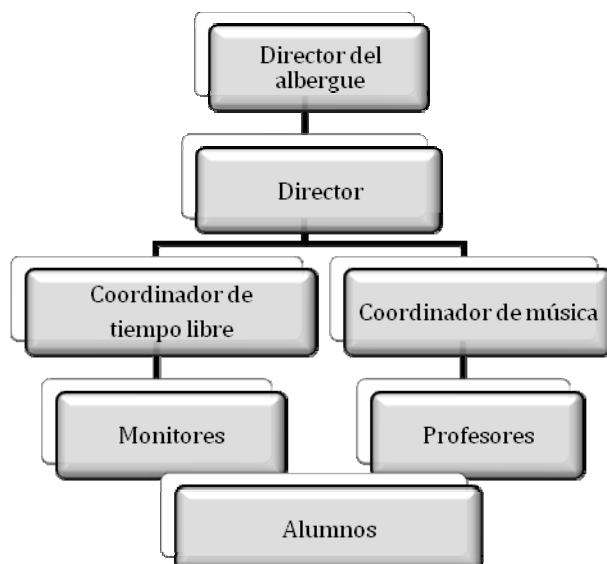 Director del
albergue
Director
Coordinador de
tiempo libre
Coordinador de música
Monitores
Profesores
Alumnos